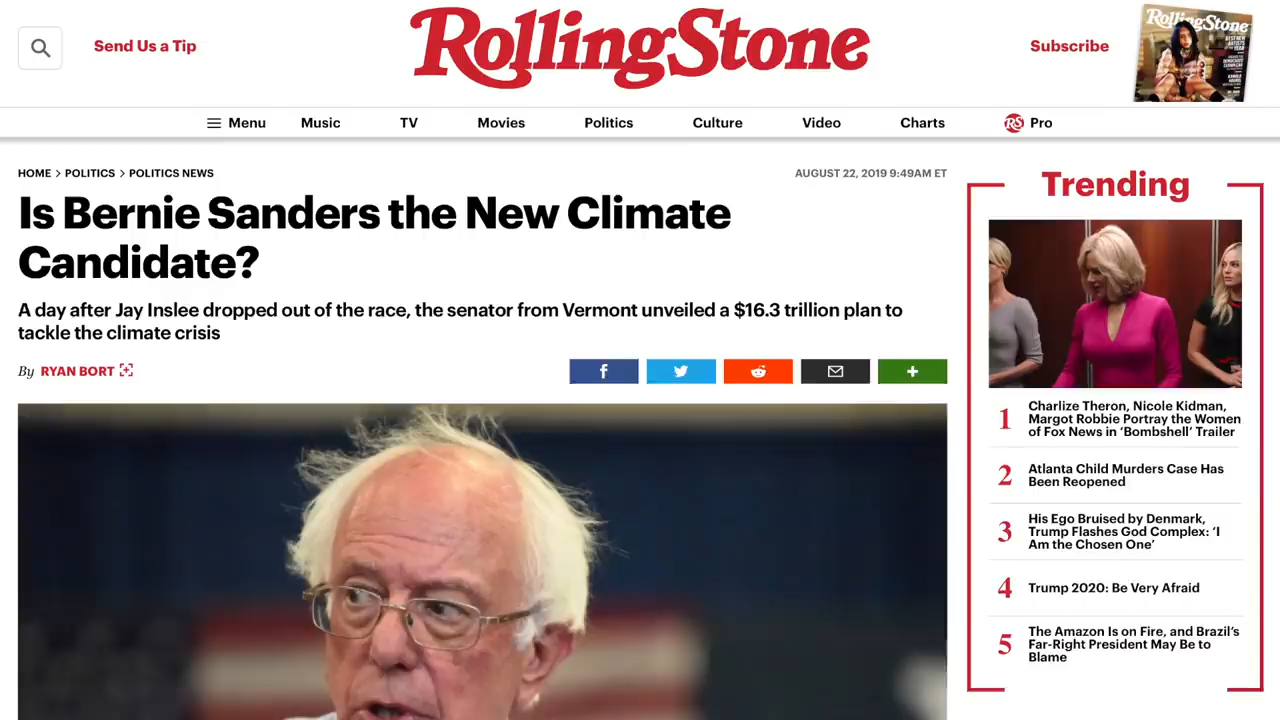 Send Us a Tip
RollingStone
Subscribe
RollingStone
Menu
Music
TV
Movies
Politics
Culture
Video
Charts
RS Pro
HOME > POLITICS > POLITICS NEWS
AUGUST 22, 2019 9:49AM ET
Is Bernie Sanders the New Climate
Candidate?
A day after Jay Inslee dropped out of the race, the senator from Vermont unveiled a $16.3 trillion plan to
tackle the climate crisis
By RYAN BORT
Trending
1 Charlize Theron, Nicole Kidman,
Margot Robbie Portray the Women
of Fox News in ‘Bombshell’ Trailer
2 Atlanta Child Murders Case Has
Been Reopened
3 His Ego Bruised by Denmark,
Trump Flashes God Complex: ‘I
Am the Chosen One’
4 Trump 2020: Be Very Afraid
5 The Amazon Is on Fire, and Brazil’s
Far-Right President May Be to
Blame